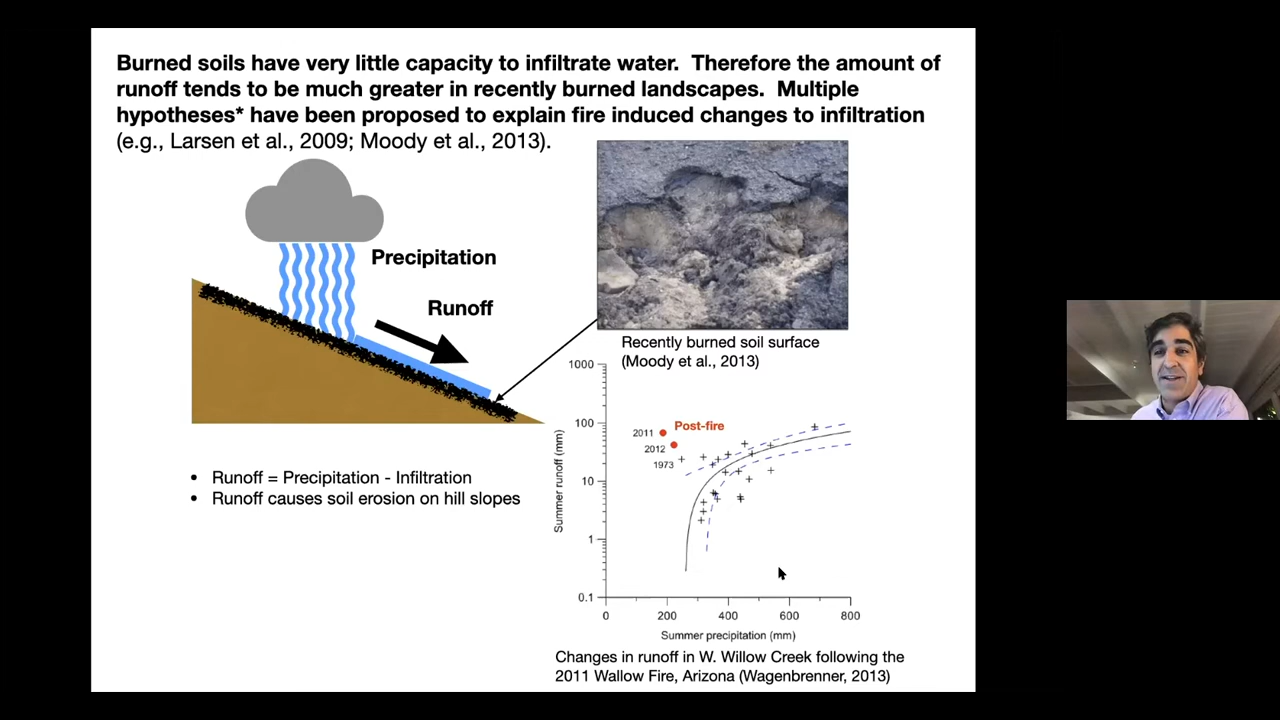 Burned soils have very little capacity to infiltrate water.  Therefore the amount of
runoff tends to be much greater in recently burned landscapes.  Multiple
hypotheses* have been proposed to explain fire induced changes to infiltration
(e.g., Larsen et al., 2009; Moody et al., 2013).
Precipitation
Runoff
• Runoff = Precipitation - Infiltration
• Runoff causes soil erosion on hill slopes
Recently burned soil surface
(Moody et al., 2013)
1000
100
10
1
0.1
Summer runoff (mm)
Post-fire
2011
2012
1973
0 200 400 600 800
Summer precipitation (mm)
Changes in runoff in W. Willow Creek following the
2011 Wallow Fire, Arizona (Wagenbrenner, 2013)